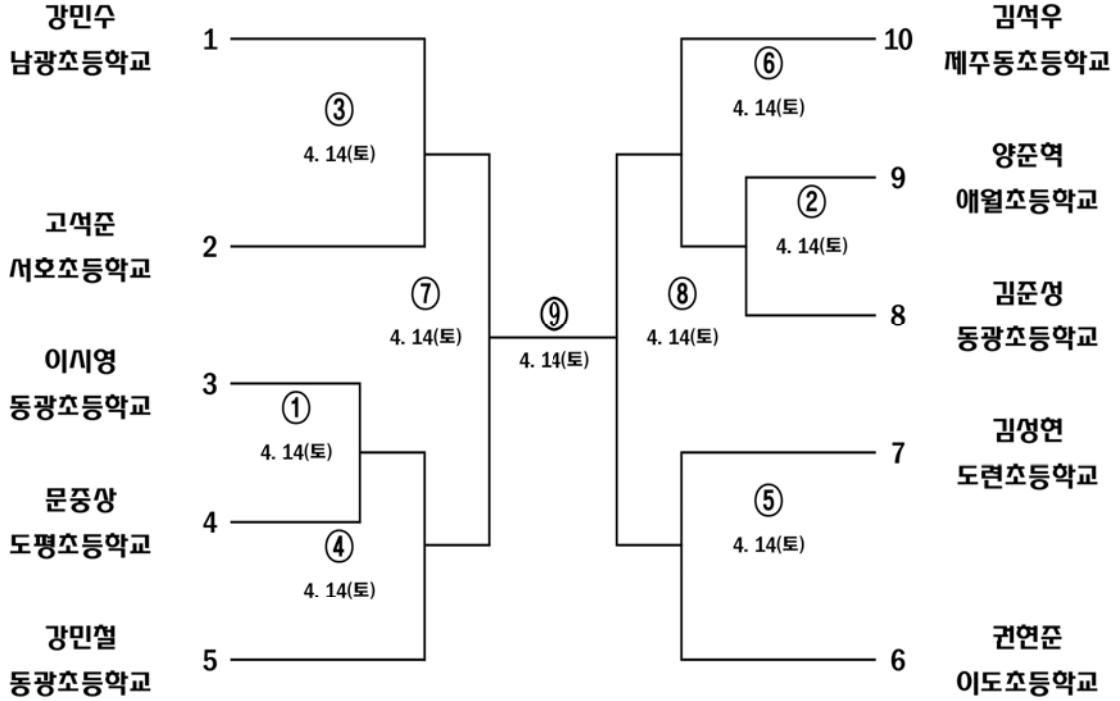 강민수
남광초등학교
1
③
4. 14(토)
고석준
서호초등학교
2
⑦
4. 14(토)
이시영
동광초등학교
3
①
4. 14(토)
문중상
도평초등학교
4
④
4. 14(토)
강민철
동광초등학교
5
⑨
4. 14(토)
김석우
제주동초등학교
10
⑥
4. 14(토)
양준혁
애월초등학교
9
②
4. 14(토)
김준성
동광초등학교
8
⑧
4. 14(토)
김성현
도련초등학교
7
⑤
4. 14(토)
권현준
이도초등학교
6